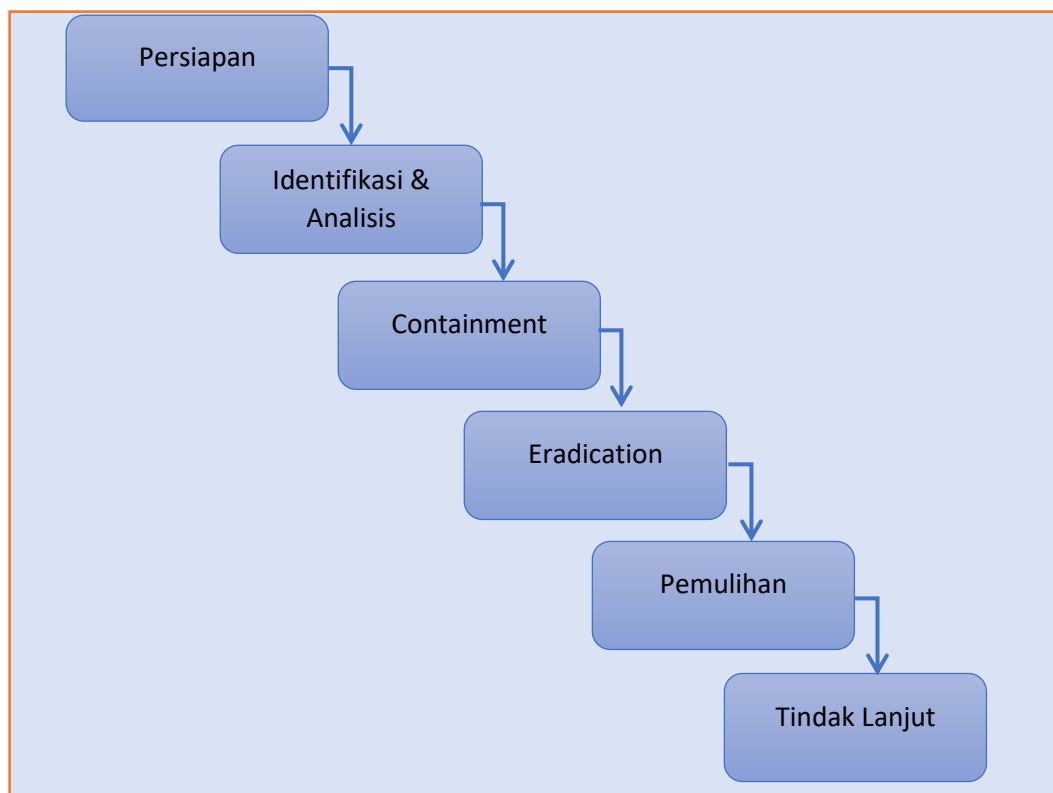 Persiapan
Identifikasi &
Analisis
Containment
Eradication
Pemulihan
Tindak Lanjut